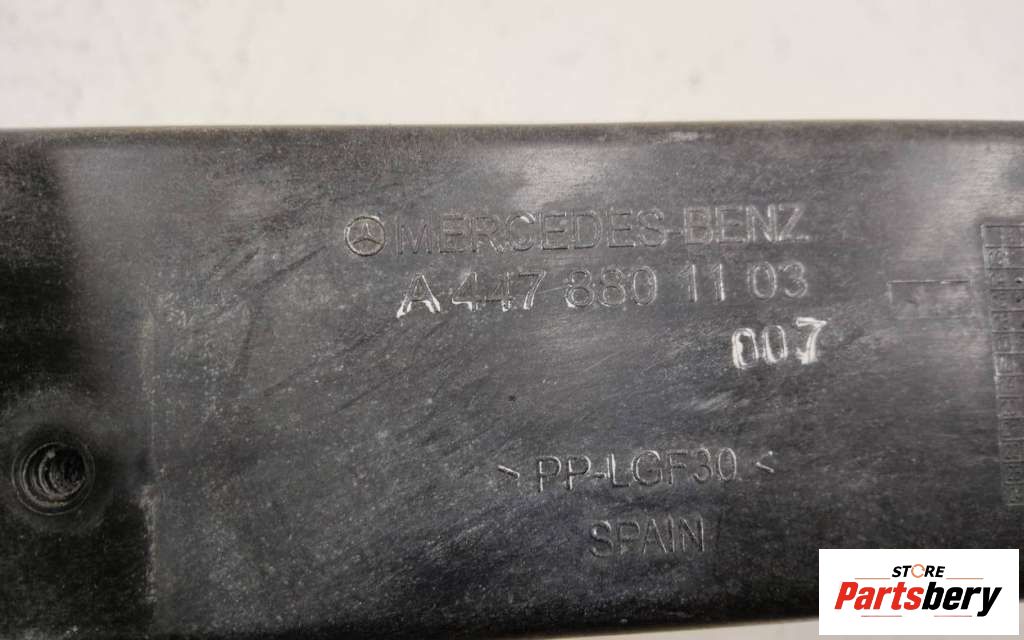 MERCEDES-BENZ
A 447 880 11 03
007
> PP-LGF30 <
SPAIN
STORE
Partsbery